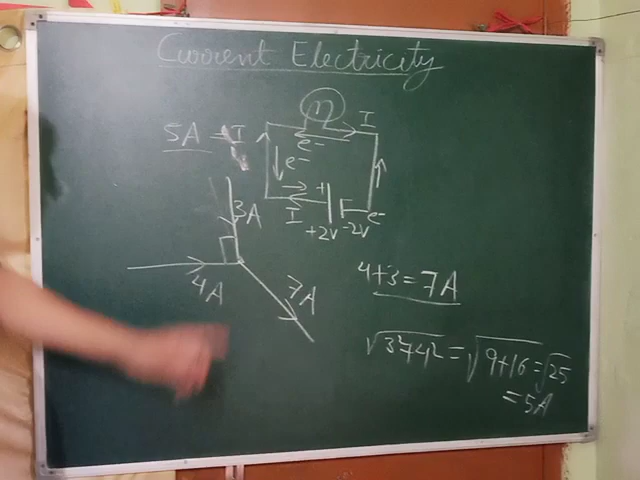 Current Electricity
I
5A = I
e-
e-
3A
+
I
e-
+2V -2V
4A
7A
4+3=7A
√3²+4² = √9+16 = √25
= 5A